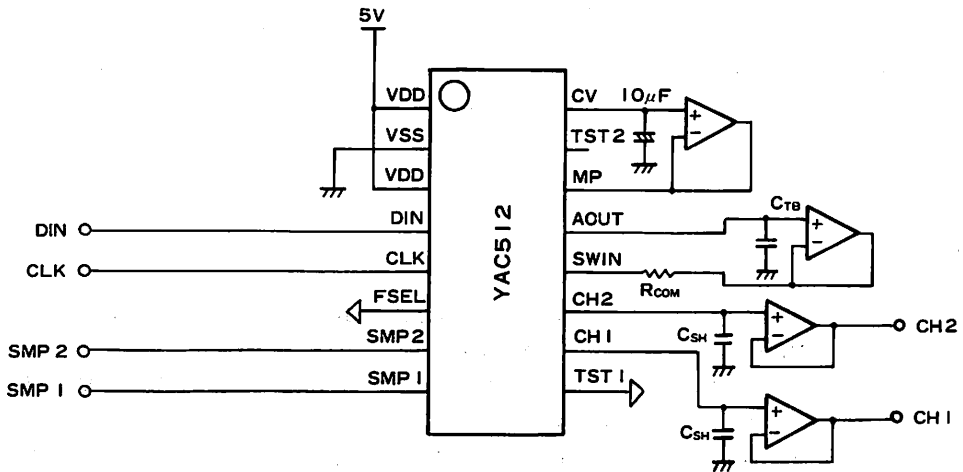 5V
VDD
VSS
VDD
DIN
DIN
CLK
CLK
FSEL
SMP2
SMP 2
SMP1
SMP 1
YAC512
CV
10μF
TST2
MP
AOUT
CTB
SWIN
RCOM
CH2
CSH
CH2
CH1
TST1
CSH
CH1